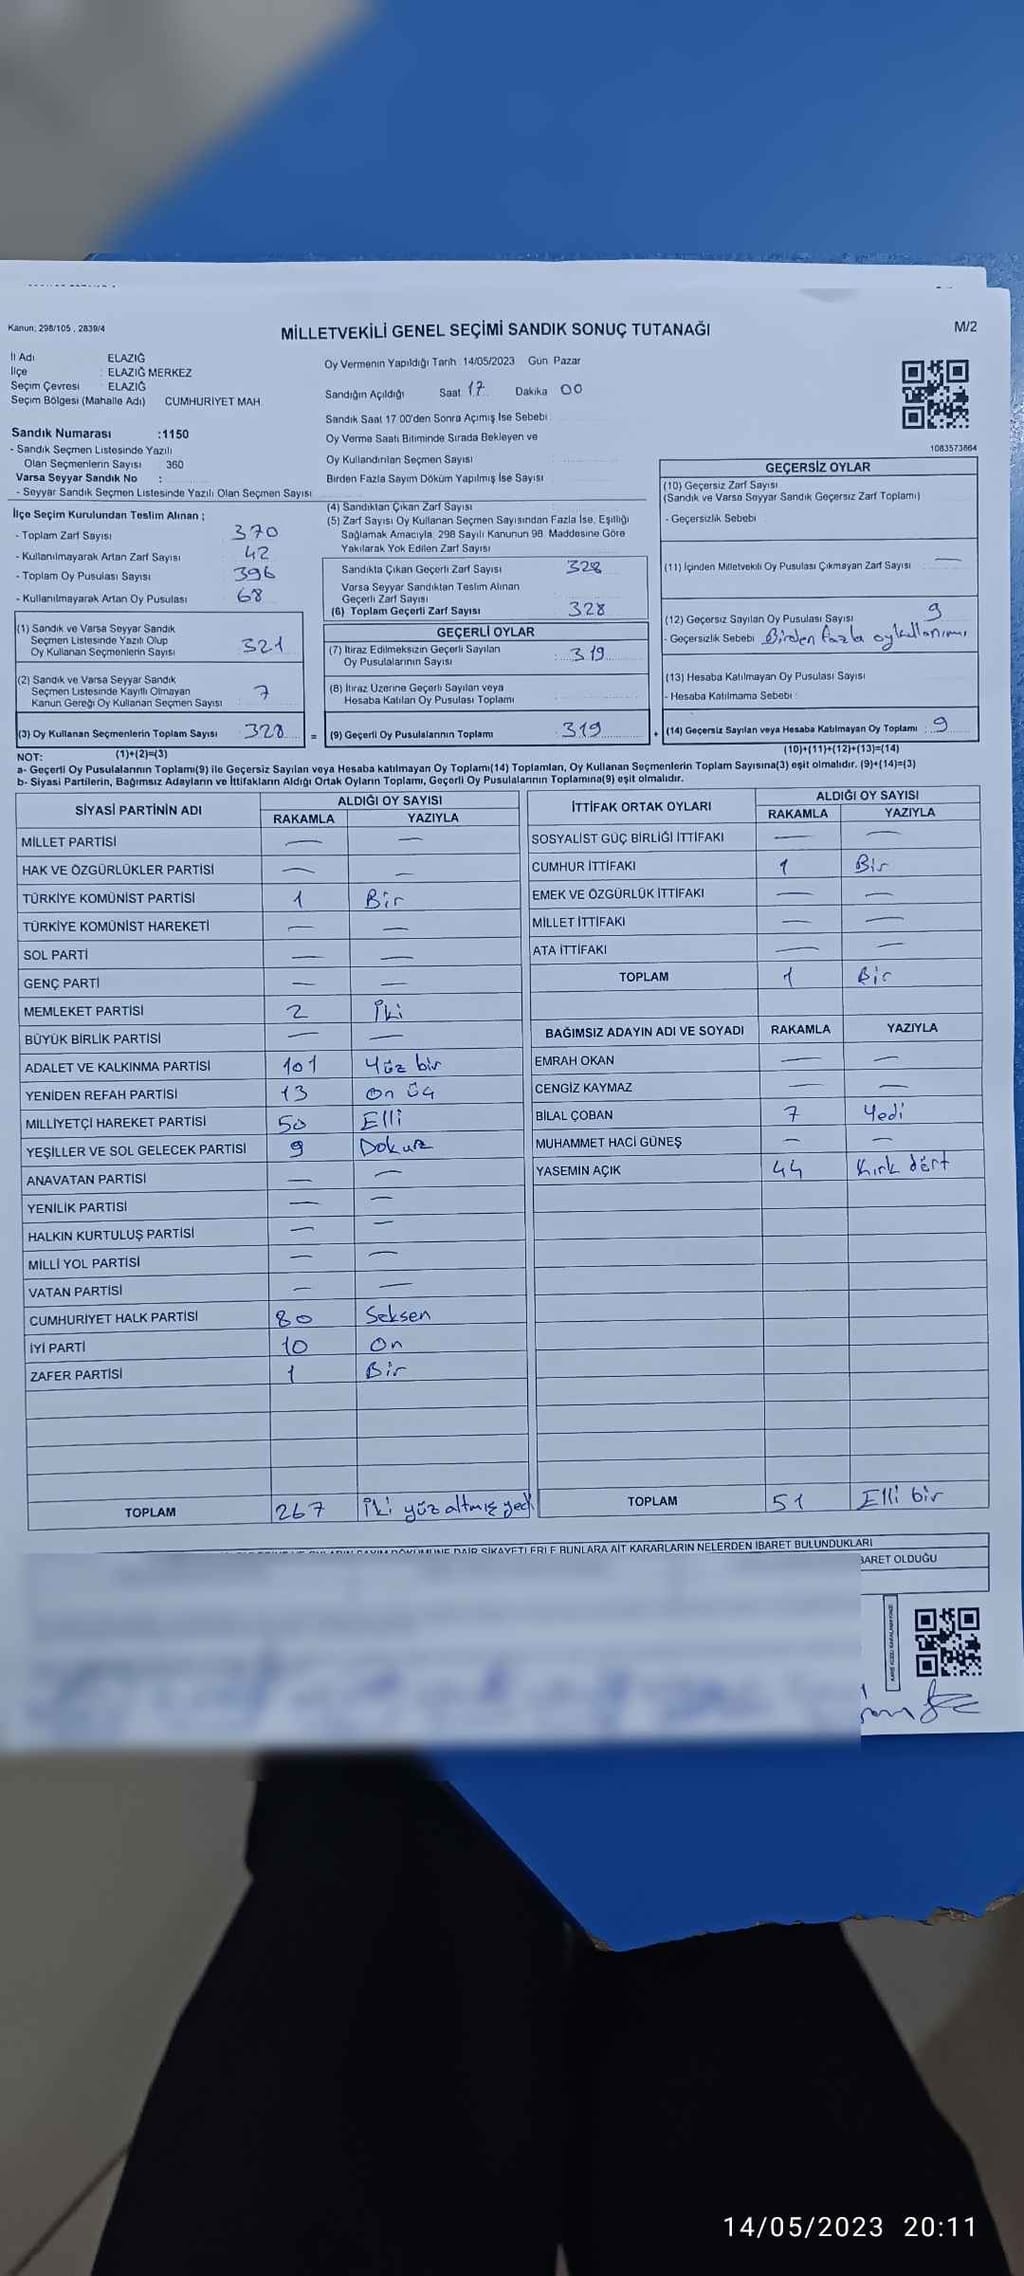 Kanun; 298/105 , 2839/4
MİLLETVEKİLİ GENEL SEÇİMİ SANDIK SONUÇ TUTANAĞI
M/2
İl Adı ELAZIĞ
İlçe : ELAZIĞ MERKEZ
Seçim Çevresi : ELAZIĞ
Seçim Bölgesi (Mahalle Adı) CUMHURİYET MAH.
Sandık Numarası :1150
- Sandık Seçmen Listesinde Yazılı
Olan Seçmenlerin Sayısı 360
Varsa Seyyar Sandık No :
- Seyyar Sandık Seçmen Listesinde Yazılı Olan Seçmen Sayısı
Oy Vermenin Yapıldığı Tarih 14/05/2023 Gün Pazar
Sandığın Açıldığı Saat 17 Dakika 00
Sandık Saat 17:00'den Sonra Açımış İse Sebebi
Oy Verme Saati Bitiminde Sırada Bekleyen ve
Oy Kullandırılan Seçmen Sayısı
Birden Fazla Sayım Döküm Yapılmış İse Sayısı
1083573664
İlçe Seçim Kurulundan Teslim Alınan ;
- Toplam Zarf Sayısı 370
- Kullanılmayarak Artan Zarf Sayısı 42
- Toplam Oy Pusulası Sayısı 396
- Kullanılmayarak Artan Oy Pusulası 68
(1) Sandık ve Varsa Seyyar Sandık
Seçmen Listesinde Yazılı Olup
Oy Kullanan Seçmenlerin Sayısı 321
(2) Sandık ve Varsa Seyyar Sandık
Seçmen Listesinde Kayıtlı Olmayan
Kanun Gereği Oy Kullanan Seçmen Sayısı 7
(3) Oy Kullanan Seçmenlerin Toplam Sayısı 328 =
(4) Sandıktan Çıkan Zarf Sayısı
(5) Zarf Sayısı Oy Kullanan Seçmen Sayısından Fazla İse, Eşitliği
Sağlamak Amacıyla, 298 Sayılı Kanunun 98. Maddesine Göre
Yakılarak Yok Edilen Zarf Sayısı
Sandıkta Çıkan Geçerli Zarf Sayısı 328
Varsa Seyyar Sandıktan Teslim Alınan
Geçerli Zarf Sayısı
(6) Toplam Geçerli Zarf Sayısı 328
GEÇERLİ OYLAR
(7) İtiraz Edilmeksizin Geçerli Sayılan
Oy Pusulalarının Sayısı : 319
(8) İtiraz Üzerine Geçerli Sayılan veya
Hesaba Katılan Oy Pusulası Toplamı
(9) Geçerli Oy Pusulalarının Toplamı : 319 +
GEÇERSİZ OYLAR
(10) Geçersiz Zarf Sayısı
(Sandık ve Varsa Seyyar Sandık Geçersiz Zarf Toplamı)
- Geçersizlik Sebebi
(11) İçinden Milletvekili Oy Pusulası Çıkmayan Zarf Sayısı —
(12) Geçersiz Sayılan Oy Pusulası Sayısı 9
- Geçersizlik Sebebi Birden fazla oy kullanımı
(13) Hesaba Katılmayan Oy Pusulası Sayısı
- Hesaba Katılmama Sebebi :
(14) Geçersiz Sayılan veya Hesaba Katılmayan Oy Toplamı : 9
NOT: (1)+(2)=(3) (10)+(11)+(12)+(13)=(14)
a- Geçerli Oy Pusulalarının Toplamı(9) ile Geçersiz Sayılan veya Hesaba katılmayan Oy Toplamı(14) Toplamları, Oy Kullanan Seçmenlerin Toplam Sayısına(3) eşit olmalıdır. (9)+(14)=(3)
b- Siyasi Partilerin, Bağımsız Adayların ve İttifakların Aldığı Ortak Oyların Toplamı, Geçerli Oy Pusulalarının Toplamına(9) eşit olmalıdır.
SİYASİ PARTİNİN ADI ALDIĞI OY SAYISI
RAKAMLA YAZIYLA
MİLLET PARTİSİ — —
HAK VE ÖZGÜRLÜKLER PARTİSİ — —
TÜRKİYE KOMÜNİST PARTİSİ 1 Bir
TÜRKİYE KOMÜNİST HAREKETİ — —
SOL PARTİ — —
GENÇ PARTİ — —
MEMLEKET PARTİSİ 2 İki
BÜYÜK BİRLİK PARTİSİ — —
ADALET VE KALKINMA PARTİSİ 101 Yüz bir
YENİDEN REFAH PARTİSİ 13 On üç
MİLLİYETÇİ HAREKET PARTİSİ 50 Elli
YEŞİLLER VE SOL GELECEK PARTİSİ 9 Dokuz
ANAVATAN PARTİSİ — —
YENİLİK PARTİSİ — —
HALKIN KURTULUŞ PARTİSİ — —
MİLLİ YOL PARTİSİ — —
VATAN PARTİSİ — —
CUMHURİYET HALK PARTİSİ 80 Seksen
İYİ PARTİ 10 On
ZAFER PARTİSİ 1 Bir
TOPLAM 267 İki yüz altmış yedi
İTTİFAK ORTAK OYLARI ALDIĞI OY SAYISI
RAKAMLA YAZIYLA
SOSYALİST GÜÇ BİRLİĞİ İTTİFAKI — —
CUMHUR İTTİFAKI 1 Bir
EMEK VE ÖZGÜRLÜK İTTİFAKI — —
MİLLET İTTİFAKI — —
ATA İTTİFAKI — —
TOPLAM 1 Bir
BAĞIMSIZ ADAYIN ADI VE SOYADI RAKAMLA YAZIYLA
EMRAH OKAN — —
CENGİZ KAYMAZ — —
BİLAL ÇOBAN 7 Yedi
MUHAMMET HACİ GÜNEŞ — —
YASEMİN AÇIK 44 Kırk dört
TOPLAM 51 Elli bir
SAYIM DÖKÜMÜNE DAİR ŞİKAYETLERLE BUNLARA AİT KARARLARIN NELERDEN İBARET BULUNDUKLARI
BARET OLDUĞU
14/05/2023 20:11